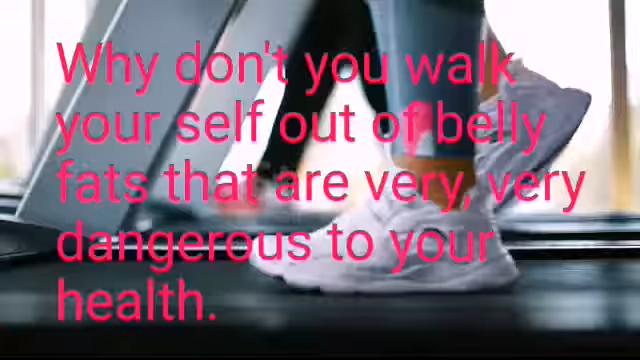 Why don't you walk
your self out of belly
fats that are very, very
dangerous to your
health.